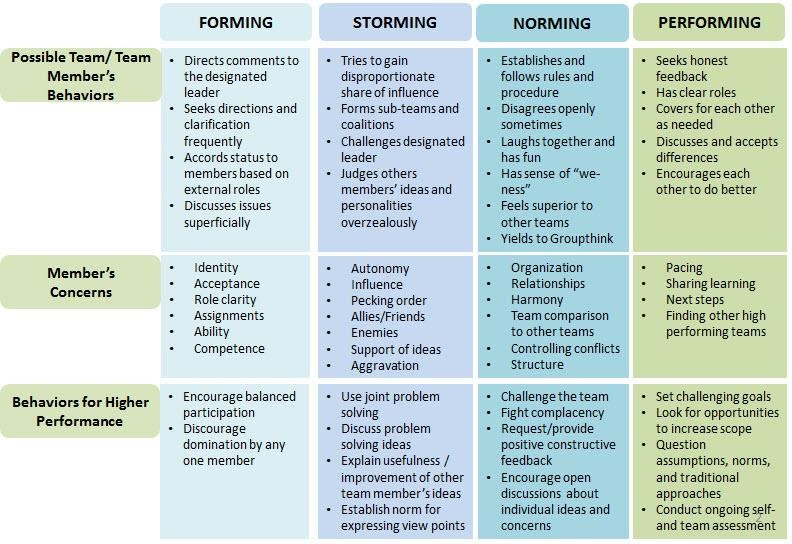 FORMING
STORMING
NORMING
PERFORMING
Possible Team/ Team
Member's
Behaviors
• Directs comments to
the designated
leader
• Seeks directions and
clarification
frequently
• Accords status to
members based on
external roles
• Discusses issues
superficially
• Tries to gain
disproportionate
share of influence
• Forms sub-teams and
coalitions
• Challenges designated
leader
• Judges others
members' ideas and
personalities
overzealously
• Establishes and
follows rules and
procedure
• Disagrees openly
sometimes
• Laughs together and
has fun
• Has sense of “we-
ness”
• Feels superior to
other teams
• Yields to Groupthink
• Seeks honest
feedback
• Has clear roles
• Covers for each other
as needed
• Discusses and accepts
differences
• Encourages each
other to do better
Member's
Concerns
• Identity
• Acceptance
• Role clarity
• Assignments
• Ability
• Competence
• Autonomy
• Influence
• Pecking order
• Allies/Friends
• Enemies
• Support of ideas
• Aggravation
• Organization
• Relationships
• Harmony
• Team comparison
to other teams
• Controlling conflicts
• Structure
• Pacing
• Sharing learning
• Next steps
• Finding other high
performing teams
Behaviors for Higher
Performance
• Encourage balanced
participation
• Discourage
domination by any
one member
• Use joint problem
solving
• Discuss problem
solving ideas
• Explain usefulness /
improvement of other
team member's ideas
• Establish norm for
expressing view points
• Challenge the team
• Fight complacency
• Request/provide
positive constructive
feedback
• Encourage open
discussions about
individual ideas and
concerns
• Set challenging goals
• Look for opportunities
to increase scope
• Question
assumptions, norms,
and traditional
approaches
• Conduct ongoing self-
and team assessment